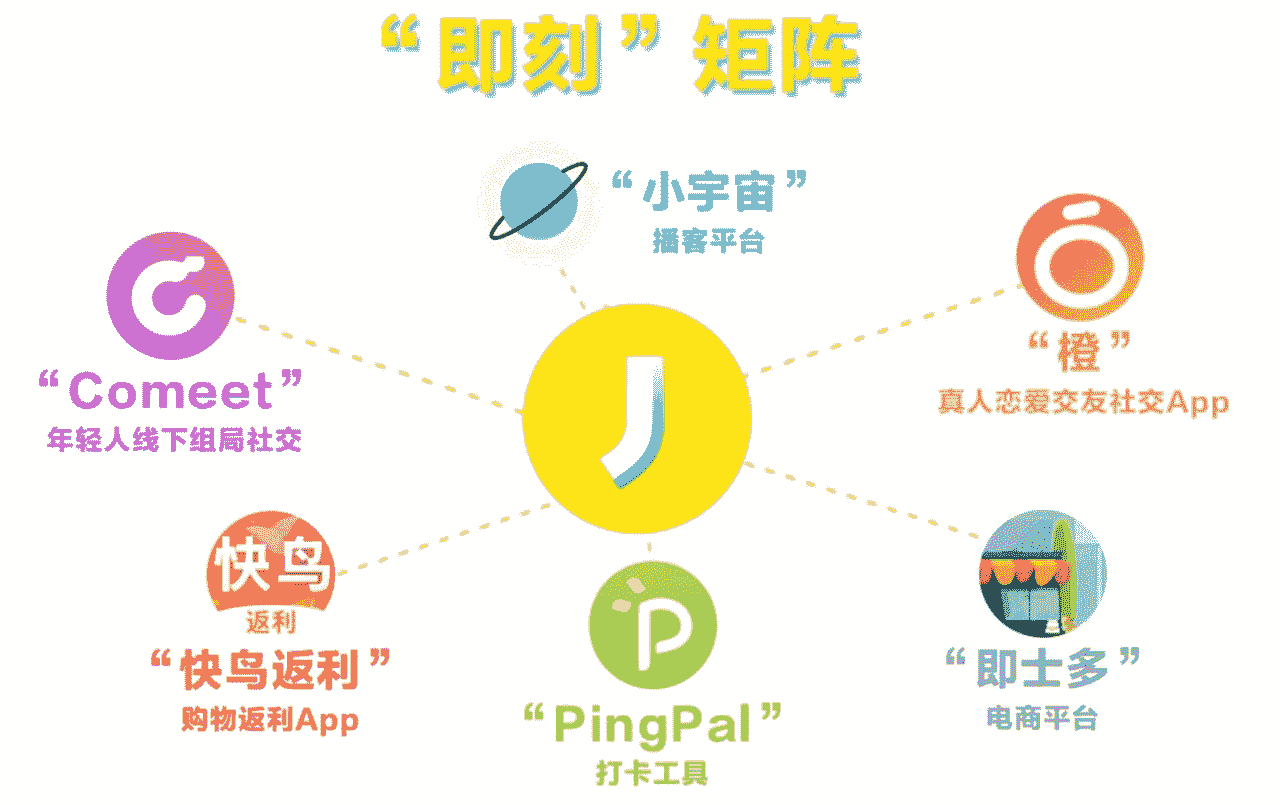 “即刻”矩阵
“小宇宙”
播客平台
“Comeet”
年轻人线下组局社交
“橙”
真人恋爱交友社交App
J
快鸟
返利
“快鸟返利”
购物返利App
P
“PingPal”
打卡工具
“即士多”
电商平台